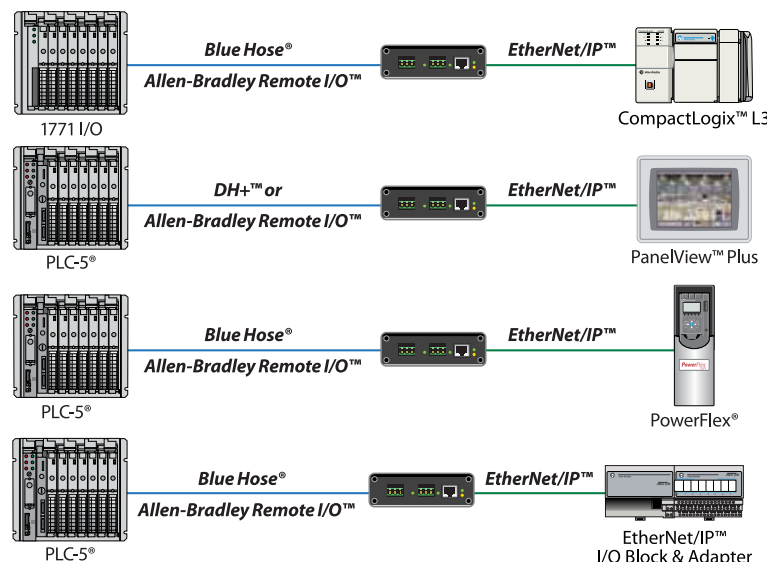 Blue Hose®
EtherNet/IP™
Allen-Bradley Remote I/O™
1771 I/O
CompactLogix™ L3
DH+™ or
EtherNet/IP™
Allen-Bradley Remote I/O™
PLC-5®
PanelView™ Plus
Blue Hose®
EtherNet/IP™
Allen-Bradley Remote I/O™
PowerFlex
PLC-5®
PowerFlex®
Blue Hose®
EtherNet/IP™
Allen-Bradley Remote I/O™
PLC-5®
EtherNet/IP™
I/O Block & Adapter